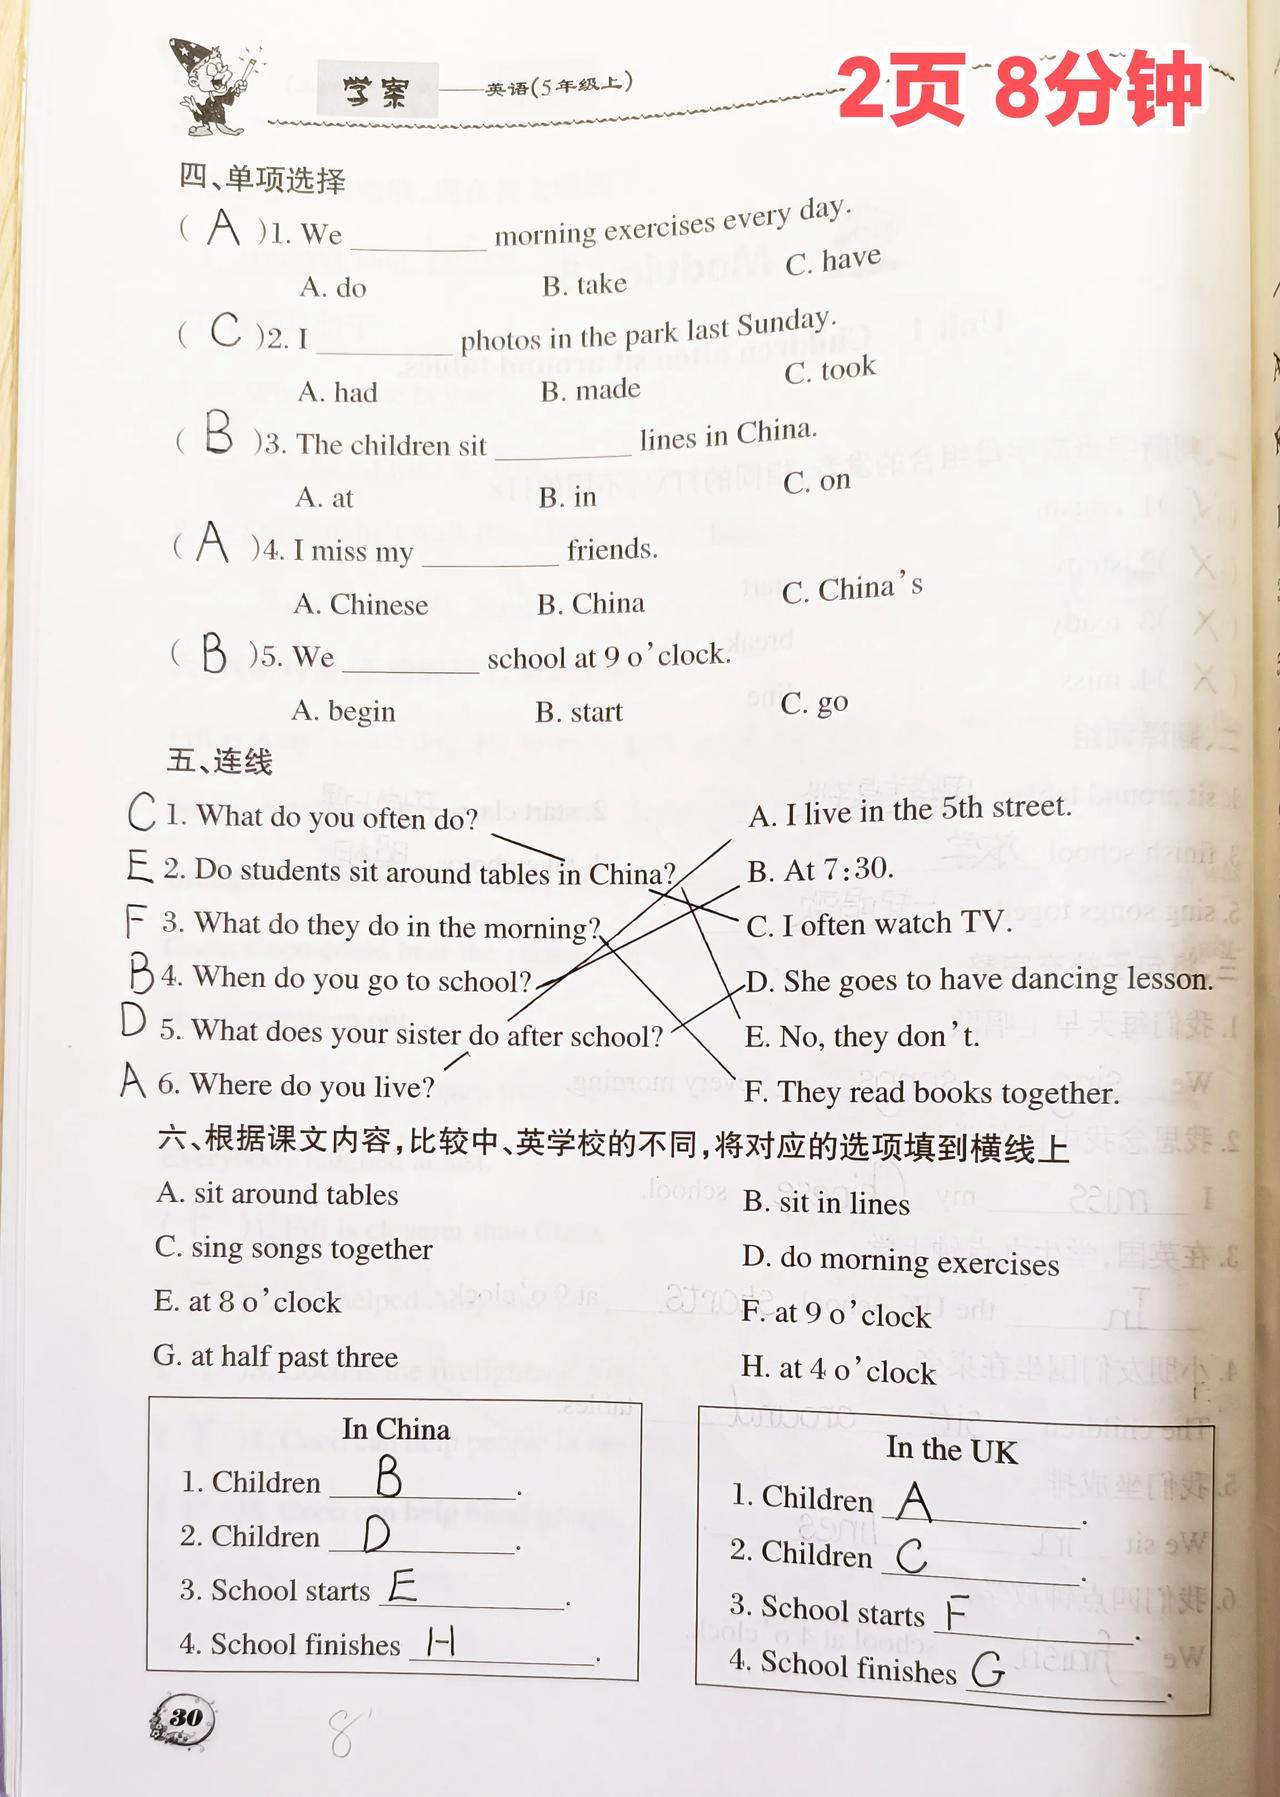 2页 8分钟
学案——英语(5年级上)
四、单项选择
( A )1. We ________ morning exercises every day.
A. do B. take C. have
( C )2. I ________ photos in the park last Sunday.
A. had B. made C. took
( B )3. The children sit ________ lines in China.
A. at B. in C. on
( A )4. I miss my ________ friends.
A. Chinese B. China C. China's
( B )5. We ________ school at 9 o'clock.
A. begin B. start C. go
五、连线
C 1. What do you often do? A. I live in the 5th street.
E 2. Do students sit around tables in China? B. At 7:30.
F 3. What do they do in the morning? C. I often watch TV.
B 4. When do you go to school? D. She goes to have dancing lesson.
D 5. What does your sister do after school? E. No, they don't.
A 6. Where do you live? F. They read books together.
六、根据课文内容,比较中、英学校的不同,将对应的选项填到横线上
A. sit around tables B. sit in lines
C. sing songs together D. do morning exercises
E. at 8 o'clock F. at 9 o'clock
G. at half past three H. at 4 o'clock
In China
1. Children B.
2. Children D.
3. School starts E.
4. School finishes H.
In the UK
1. Children A.
2. Children C.
3. School starts F.
4. School finishes G.
30
8